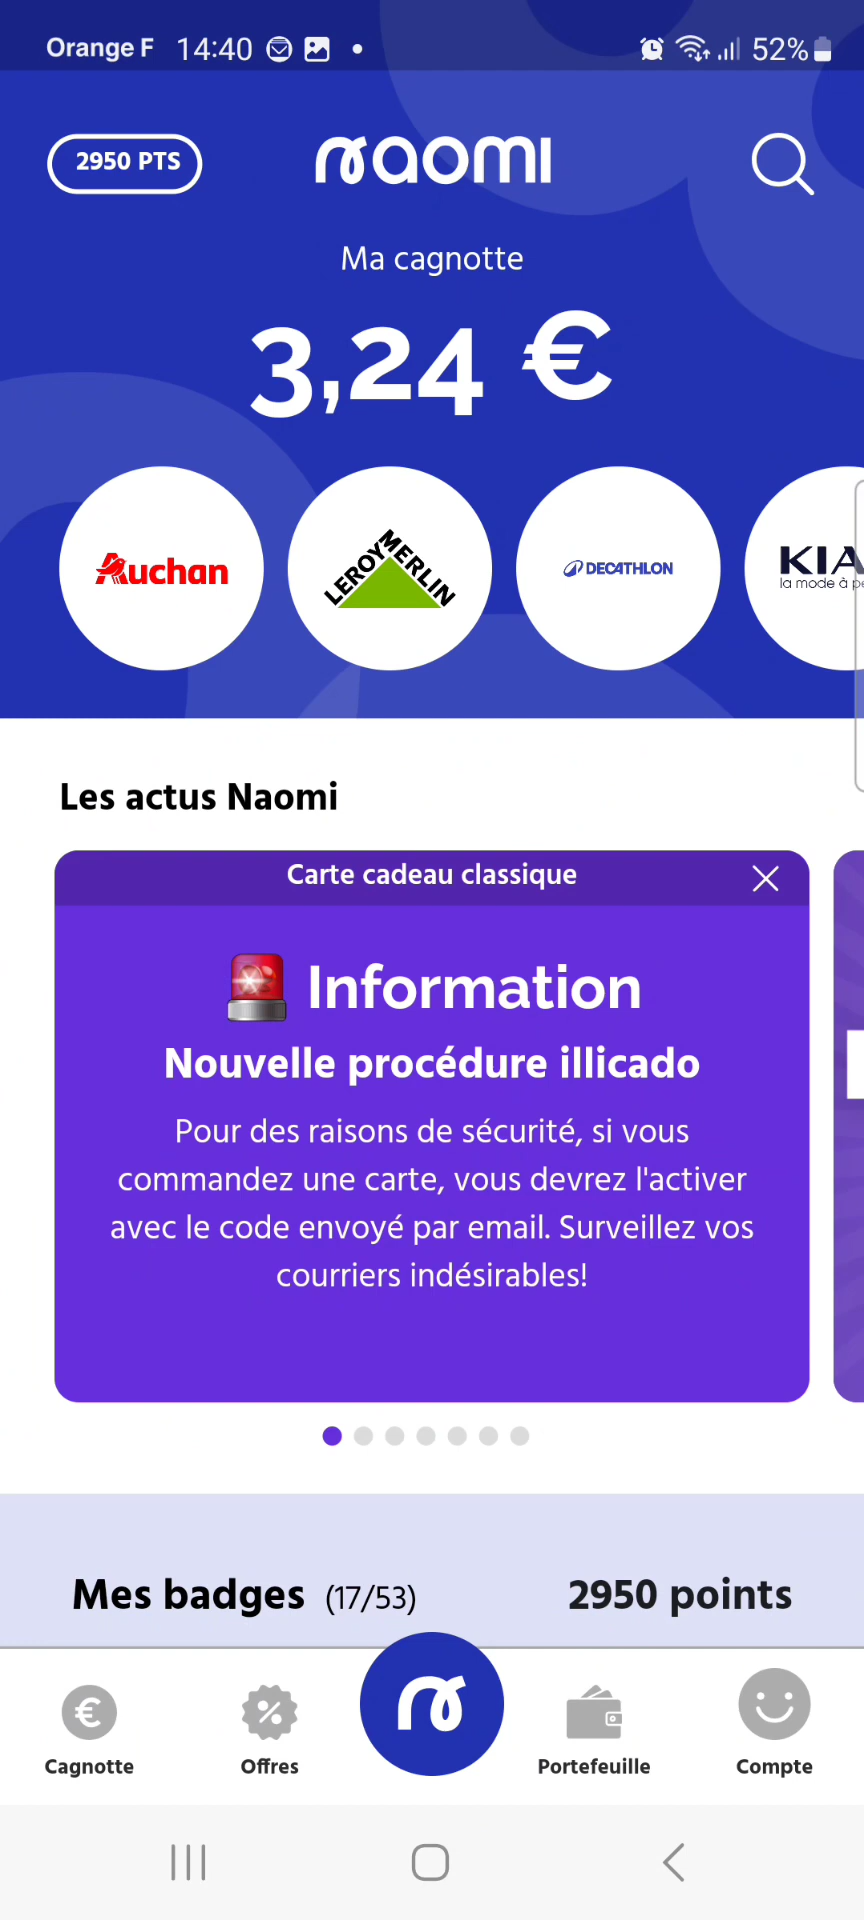 Orange F 14:40 52%
2950 PTS
naomi
Ma cagnotte
3,24 €
Auchan
LEROY MERLIN
DECATHLON
KIA
la mode à pe
Les actus Naomi
Carte cadeau classique
Information
Nouvelle procédure illicado
Pour des raisons de sécurité, si vous
commandez une carte, vous devrez l'activer
avec le code envoyé par email. Surveillez vos
courriers indésirables!
Mes badges (17/53) 2950 points
Cagnotte
Offres
Portefeuille
Compte